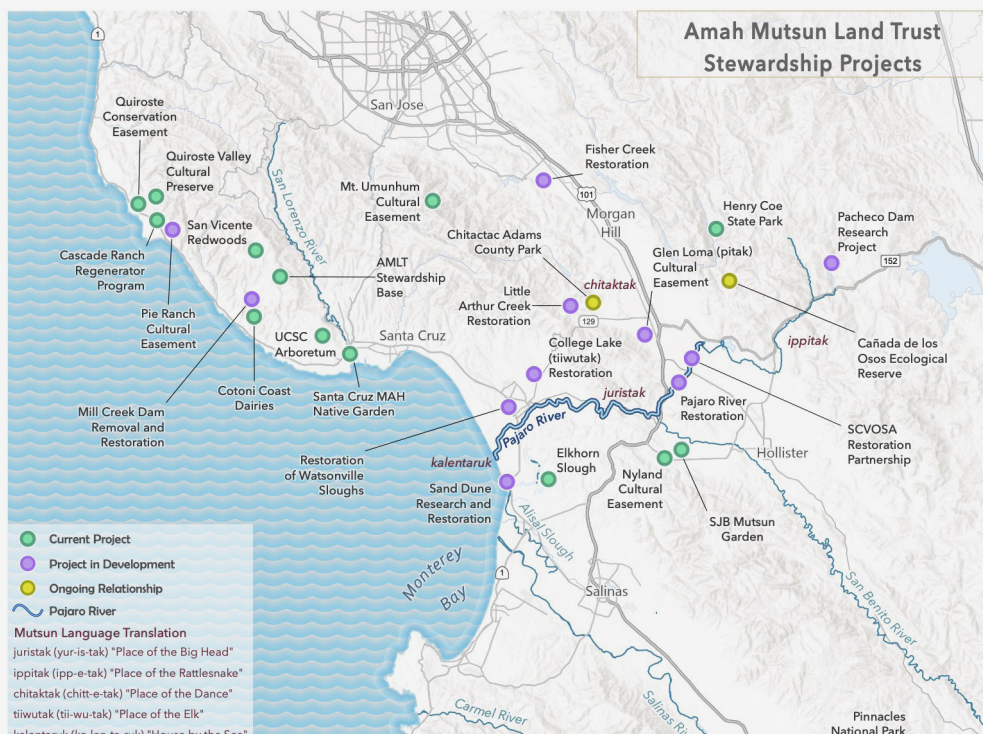 Amah Mutsun Land Trust
Stewardship Projects
1
San Jose
Quiroste
Conservation
Easement
Quiroste Valley
Cultural
Preserve
San Vicente
Redwoods
San Lorenzo River
Mt. Umunhum
Cultural
Easement
Fisher Creek
Restoration
101
Morgan
Hill
Henry Coe
State Park
Pacheco Dam
Research
Project
152
Chitactac Adams
County Park
Glen Loma (pitak)
Cultural
Easement
chitaktak
Cascade Ranch
Regenerator
Program
AMLT
Stewardship
Base
Little
Arthur Creek
Restoration
129
Pie Ranch
Cultural
Easement
UCSC
Arboretum
Santa Cruz
College Lake
(tiiwutak)
Restoration
ippitak
Cañada de los
Osos Ecological
Reserve
Cotoni Coast
Dairies
Santa Cruz MAH
Native Garden
juristak
Pajaro River
Restoration
Mill Creek Dam
Removal and
Restoration
Pajaro River
SCVOSA
Restoration
Partnership
Restoration
of Watsonville
Sloughs
kalentaruk
Elkhorn
Slough
Hollister
Nyland
Cultural
Easement
Sand Dune
Research and
Restoration
SJB Mutsun
Garden
Alisal Slough
Monterey
Bay
1
Salinas
San Benito River
Salinas Ri
Carmel River
Pinnacles
National Park
Current Project
Project in Development
Ongoing Relationship
Pajaro River
Mutsun Language Translation
juristak (yur-is-tak) "Place of the Big Head"
ippitak (ipp-e-tak) "Place of the Rattlesnake"
chitaktak (chitt-e-tak) "Place of the Dance"
tiiwutak (tii-wu-tak) "Place of the Elk"